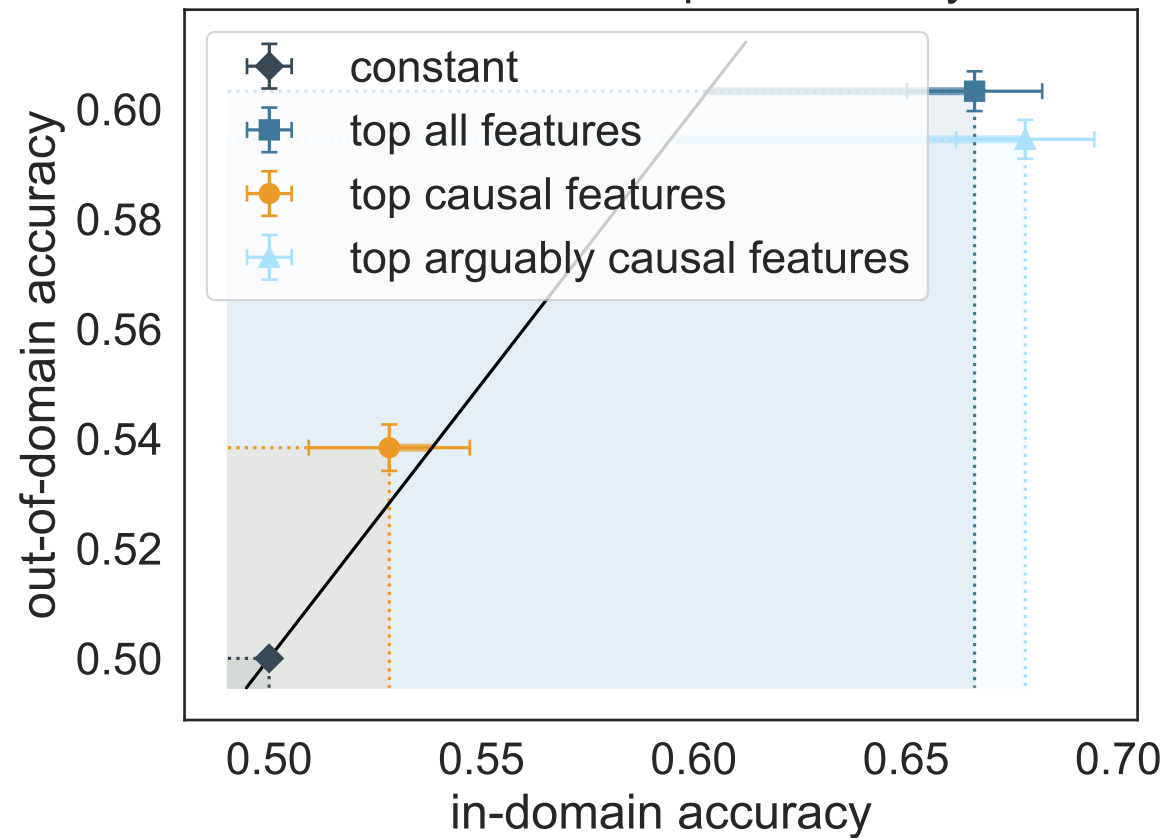 constant
top all features
top causal features
top arguably causal features
out-of-domain accuracy
0.60
0.58
0.56
0.54
0.52
0.50
0.50
0.55
0.60
0.65
0.70
in-domain accuracy